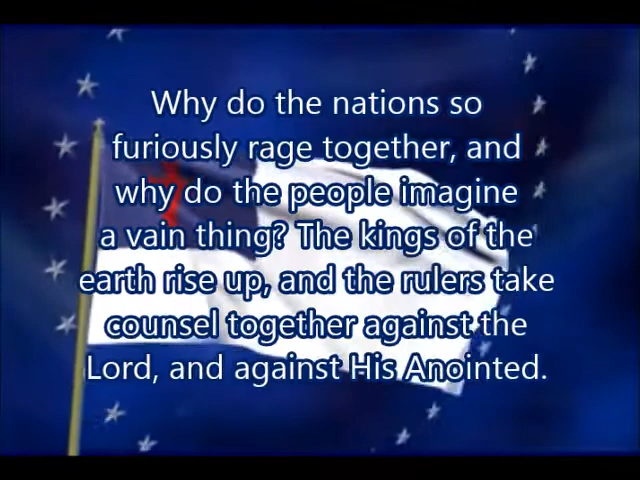 Why do the nations so
furiously rage together, and
why do the people imagine
a vain thing? The kings of the
earth rise up, and the rulers take
counsel together against the
Lord, and against His Anointed.